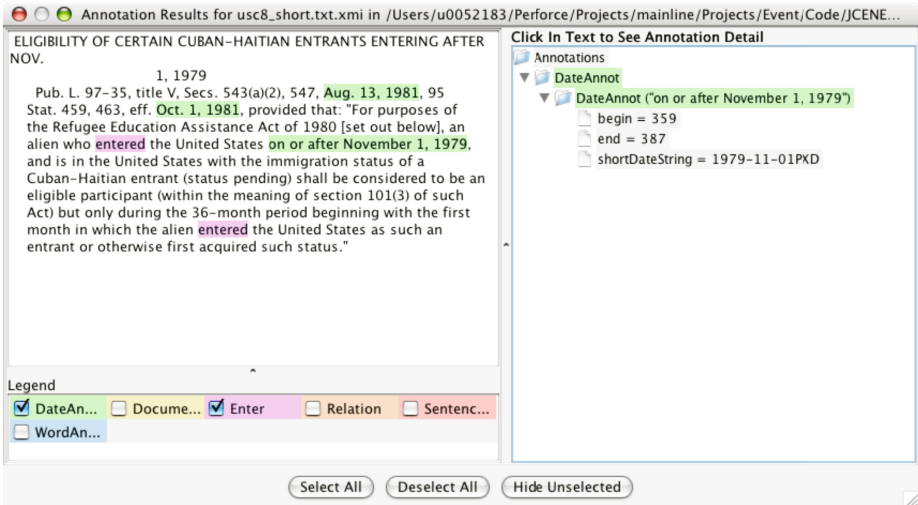 Annotation Results for usc8_short.txt.xmi in /Users/u0052183/Perforce/Projects/mainline/Projects/Event/Code/JCENE...
ELIGIBILITY OF CERTAIN CUBAN-HAITIAN ENTRANTS ENTERING AFTER
NOV.
1, 1979
Pub. L. 97-35, title V, Secs. 543(a)(2), 547, Aug. 13, 1981, 95
Stat. 459, 463, eff. Oct. 1, 1981, provided that: "For purposes of
the Refugee Education Assistance Act of 1980 [set out below], an
alien who entered the United States on or after November 1, 1979,
and is in the United States with the immigration status of a
Cuban-Haitian entrant (status pending) shall be considered to be an
eligible participant (within the meaning of section 101(3) of such
Act) but only during the 36-month period beginning with the first
month in which the alien entered the United States as such an
entrant or otherwise first acquired such status."
Legend
DateAn... Docume... Enter Relation Sentenc...
WordAn...
Click In Text to See Annotation Detail
Annotations
DateAnnot
DateAnnot ("on or after November 1, 1979")
begin = 359
end = 387
shortDateString = 1979-11-01PXD
Select All Deselect All Hide Unselected